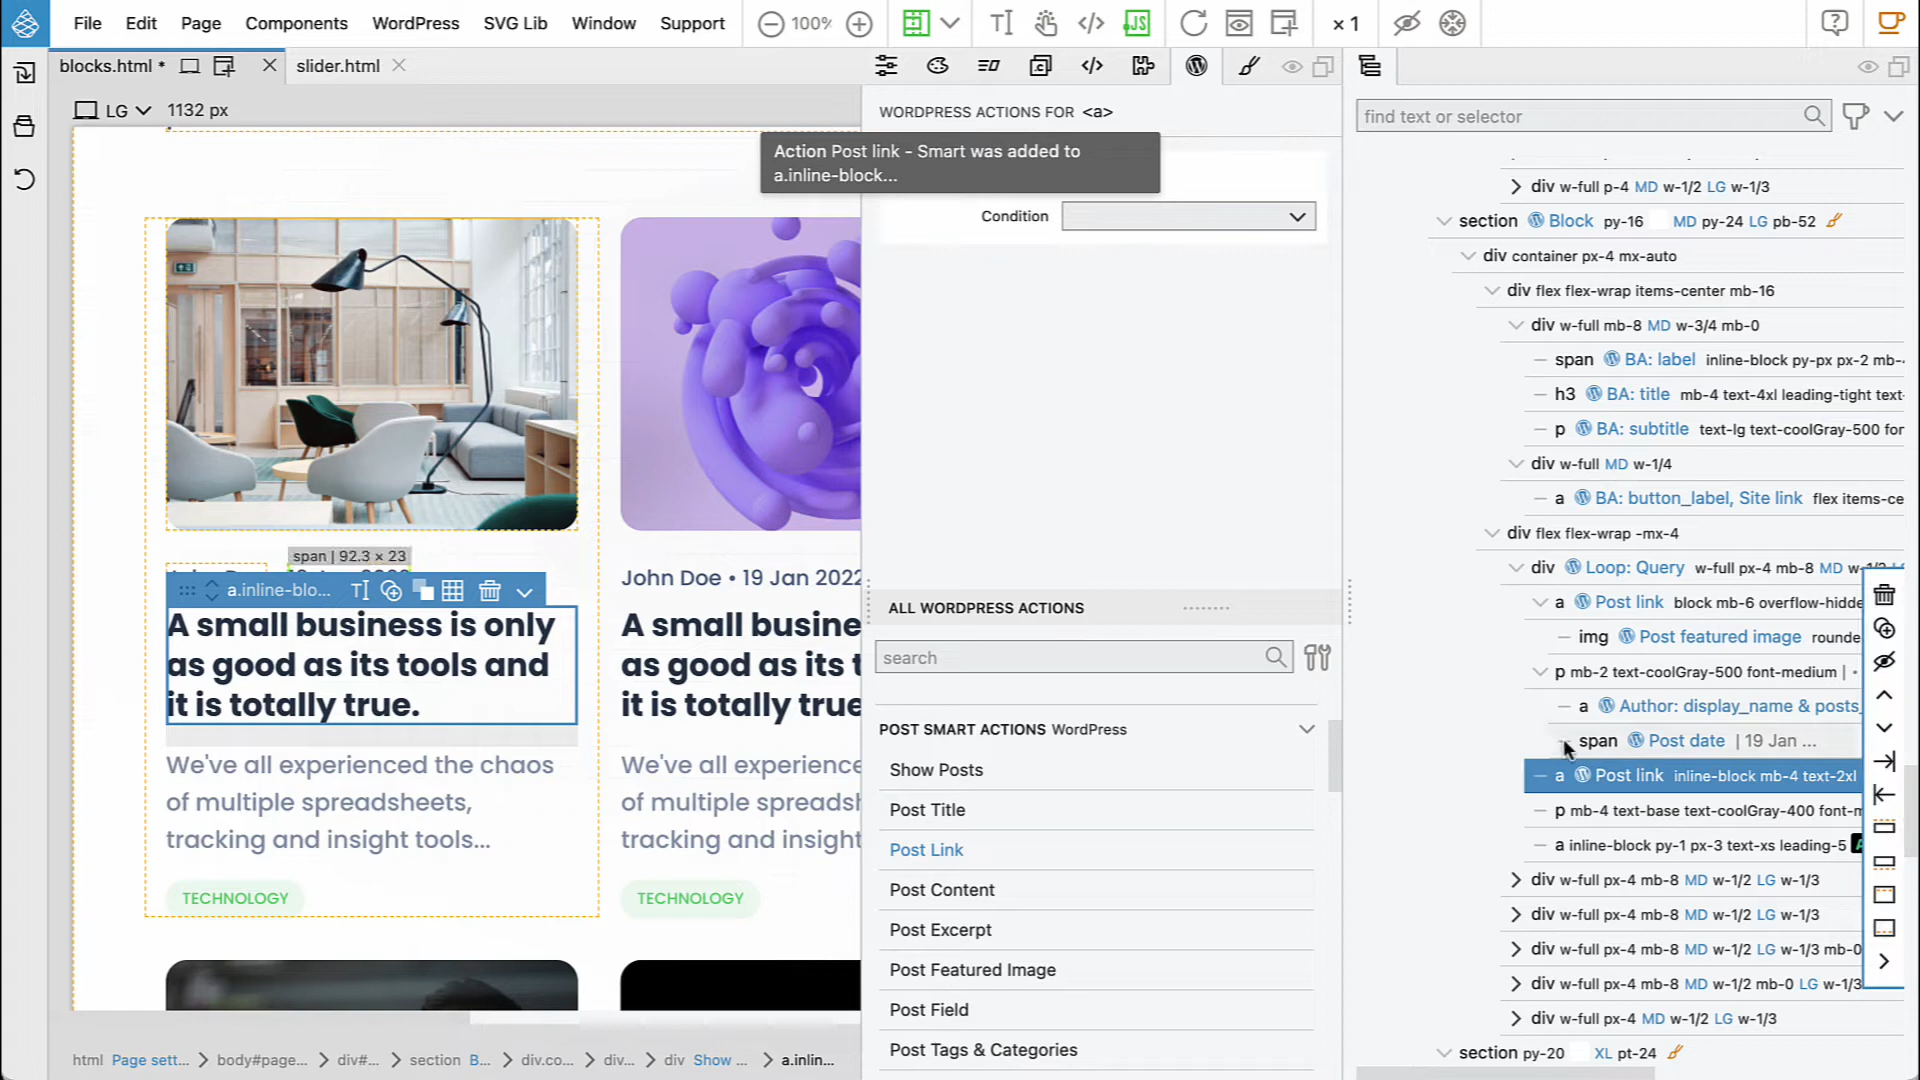 File Edit Page Components WordPress SVG Lib Window Support 100% JS × 1
blocks.html * slider.html
LG 1132 px
WORDPRESS ACTIONS FOR <a>
Action Post link - Smart was added to
a.inline-block...
Condition
A small business is only
as good as its tools and
it is totally true.
span | 92.3 × 23
a.inline-blo...
We've all experienced the chaos
of multiple spreadsheets,
tracking and insight tools...
TECHNOLOGY
John Doe • 19 Jan 2022
A small busine
as good as its t
it is totally true
We've all experience
of multiple spreadsh
tracking and insight
TECHNOLOGY
ALL WORDPRESS ACTIONS
search
POST SMART ACTIONS WordPress
Show Posts
Post Title
Post Link
Post Content
Post Excerpt
Post Featured Image
Post Field
Post Tags & Categories
find text or selector
div w-full p-4 MD w-1/2 LG w-1/3
section Block py-16 MD py-24 LG pb-52
div container px-4 mx-auto
div flex flex-wrap items-center mb-16
div w-full mb-8 MD w-3/4 mb-0
span BA: label inline-block py-px px-2 mb-
h3 BA: title mb-4 text-4xl leading-tight text-
p BA: subtitle text-lg text-coolGray-500 for
div w-full MD w-1/4
a BA: button_label, Site link flex items-ce
div flex flex-wrap -mx-4
div Loop: Query w-full px-4 mb-8 MD w-1/
a Post link block mb-6 overflow-hidde
img Post featured image rounde
p mb-2 text-coolGray-500 font-medium | •
a Author: display_name & posts_
span Post date | 19 Jan ...
a Post link inline-block mb-4 text-2xl
p mb-4 text-base text-coolGray-400 font-m
a inline-block py-1 px-3 text-xs leading-5
div w-full px-4 mb-8 MD w-1/2 LG w-1/3
div w-full px-4 mb-8 MD w-1/2 LG w-1/3
div w-full px-4 mb-8 MD w-1/2 LG w-1/3 mb-0
div w-full px-4 mb-8 MD w-1/2 mb-0 LG w-1/3
div w-full px-4 MD w-1/2 LG w-1/3
section py-20 XL pt-24
html Page sett... body#page... div#... section B... div.co... div... div Show ... a.inlin...